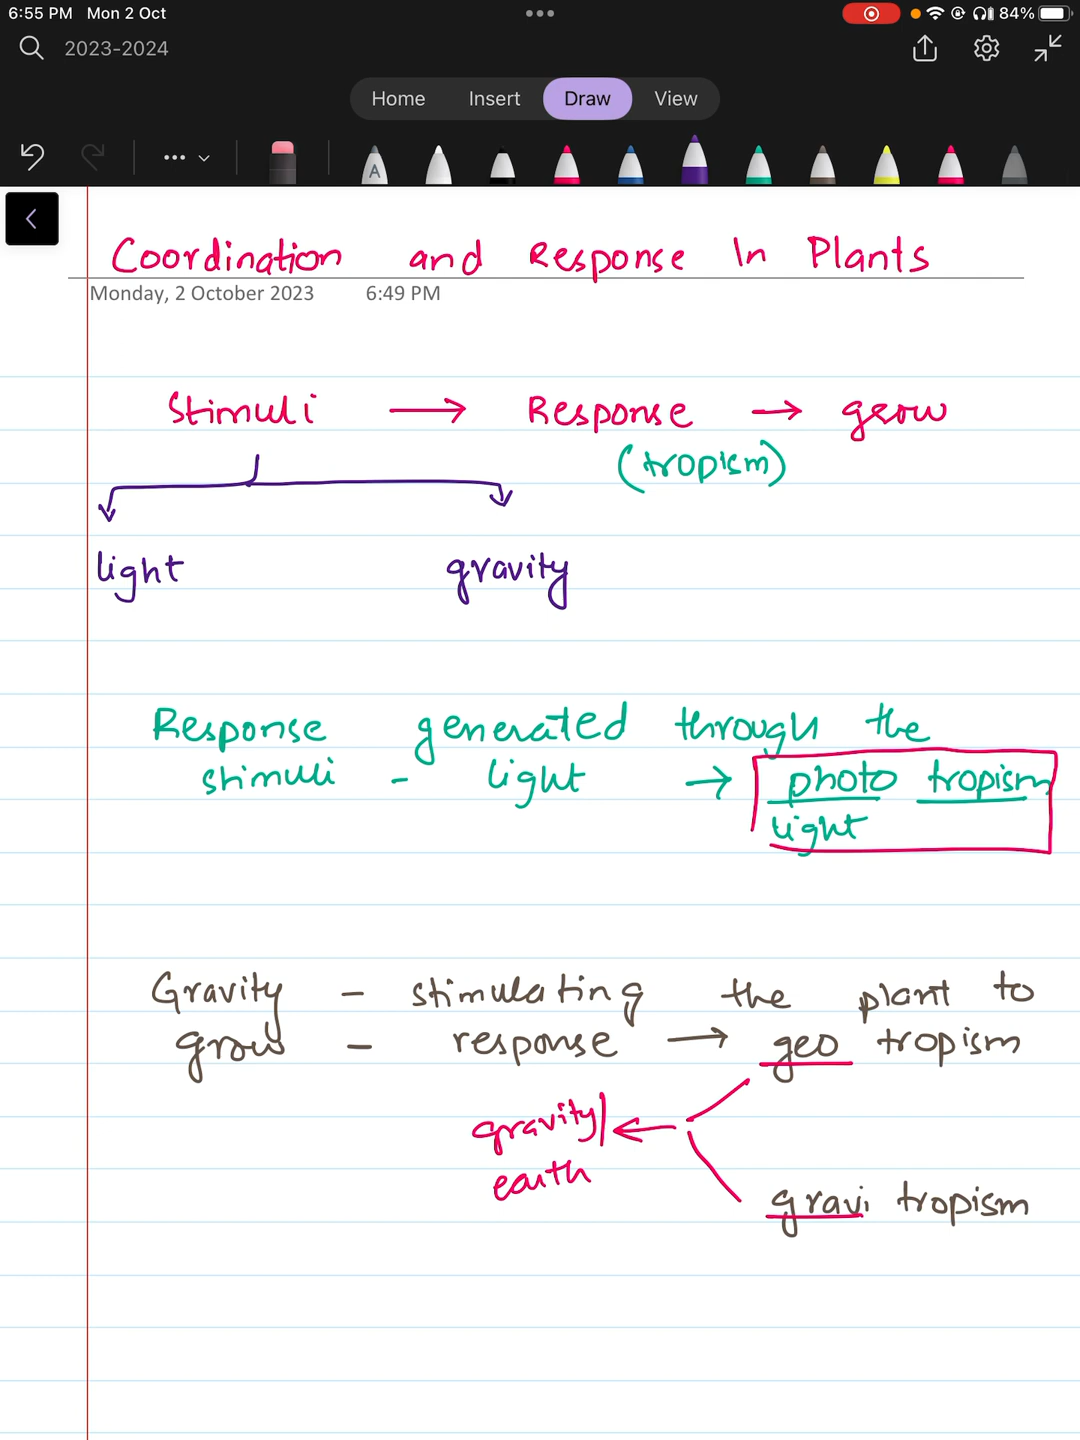 6:55 PM Mon 2 Oct
84%
2023-2024
Home Insert Draw View
A
Coordination and Response In Plants
Monday, 2 October 2023 6:49 PM
Stimuli → Response → grow
(tropism)
light gravity
Response generated through the
stimuli - light → photo tropism
light
Gravity - stimulating the plant to
grow - response → geo tropism
gravity/ ←
earth
gravi tropism